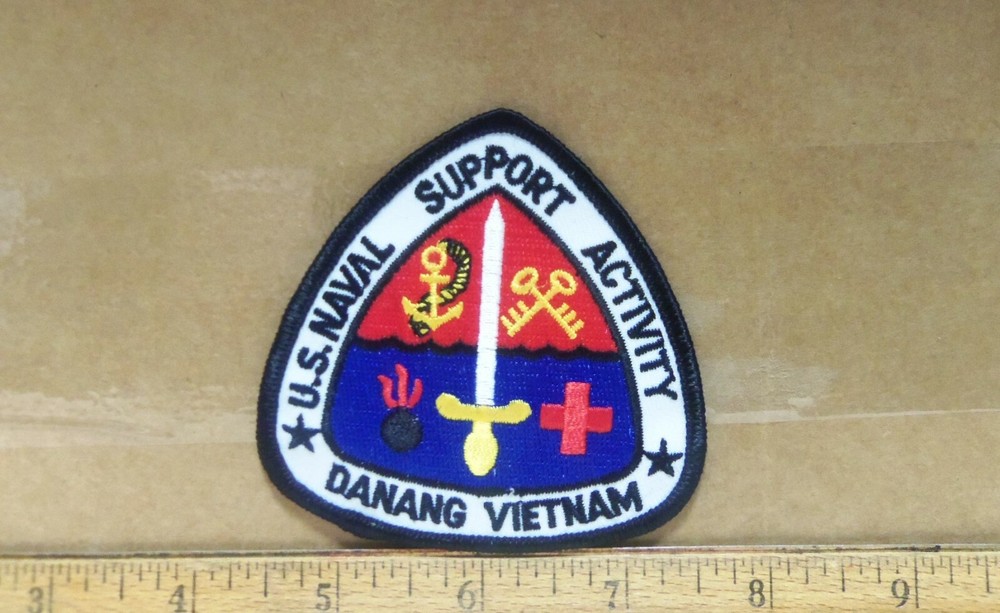 U.S. NAVAL SUPPORT ACTIVITY
DANANG VIETNAM
3 4 5 6 7 8 9